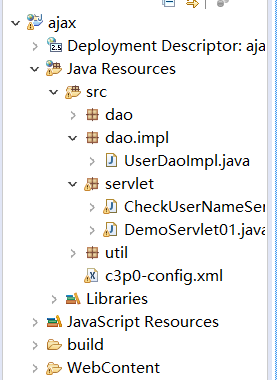 ajax
Deployment Descriptor: aja
Java Resources
src
dao
dao.impl
UserDaoImpl.java
servlet
CheckUserNameSer
DemoServlet01.java
util
c3p0-config.xml
Libraries
JavaScript Resources
build
WebContent